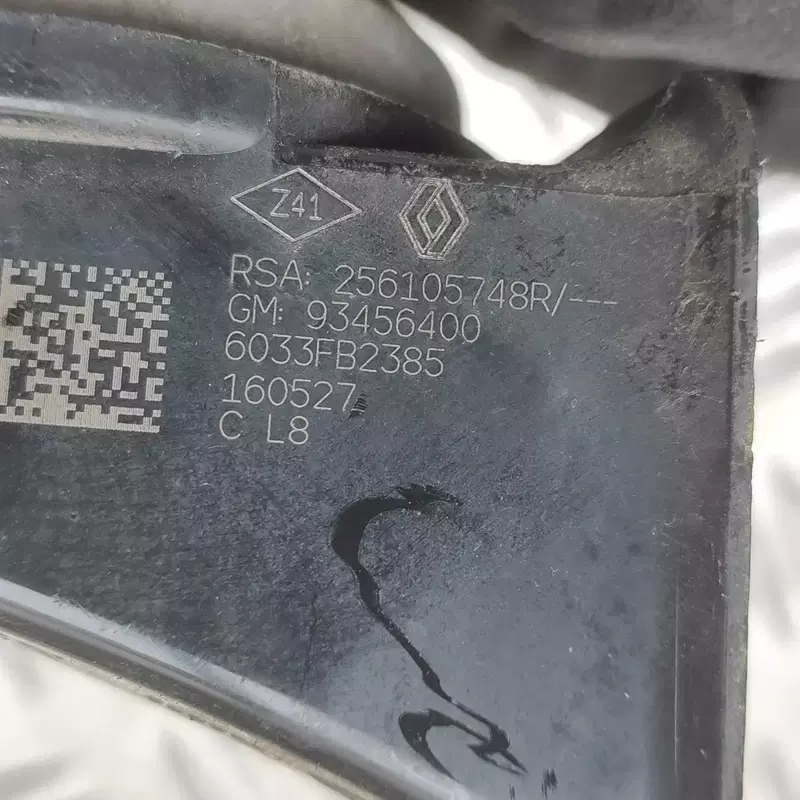 Z41
RSA: 256105748R/---
GM: 93456400
6033FB2385
160527
C L8